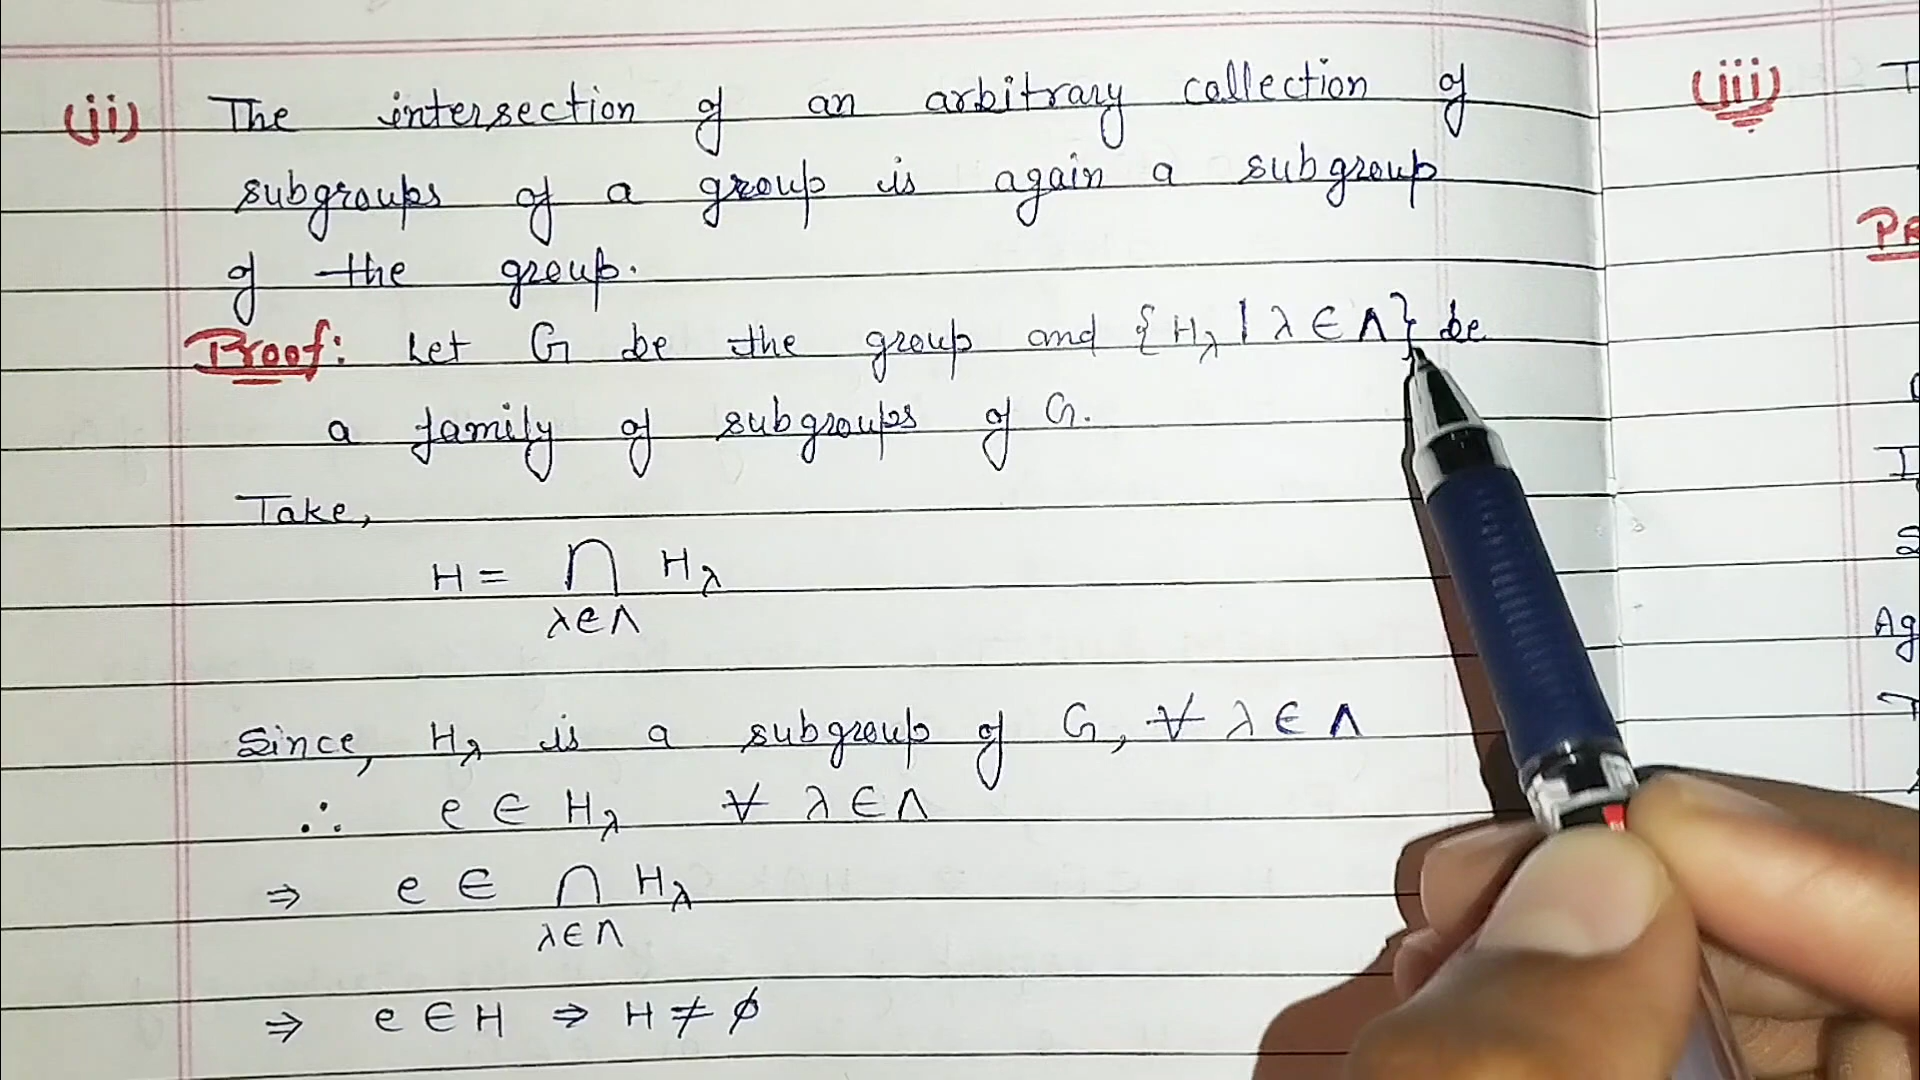 (ii) The intersection of an arbitrary collection of
subgroups of a group is again a subgroup
of the group.
Proof: Let G be the group and {Hλ | λ ∈ Λ} be
a family of subgroups of G.
Take,
H = ⋂ Hλ
λ∈Λ
Since, Hλ is a subgroup of G, ∀ λ ∈ Λ
∴ e ∈ Hλ ∀ λ ∈ Λ
⇒ e ∈ ⋂ Hλ
λ∈Λ
⇒ e ∈ H ⇒ H ≠ ϕ
(iii)